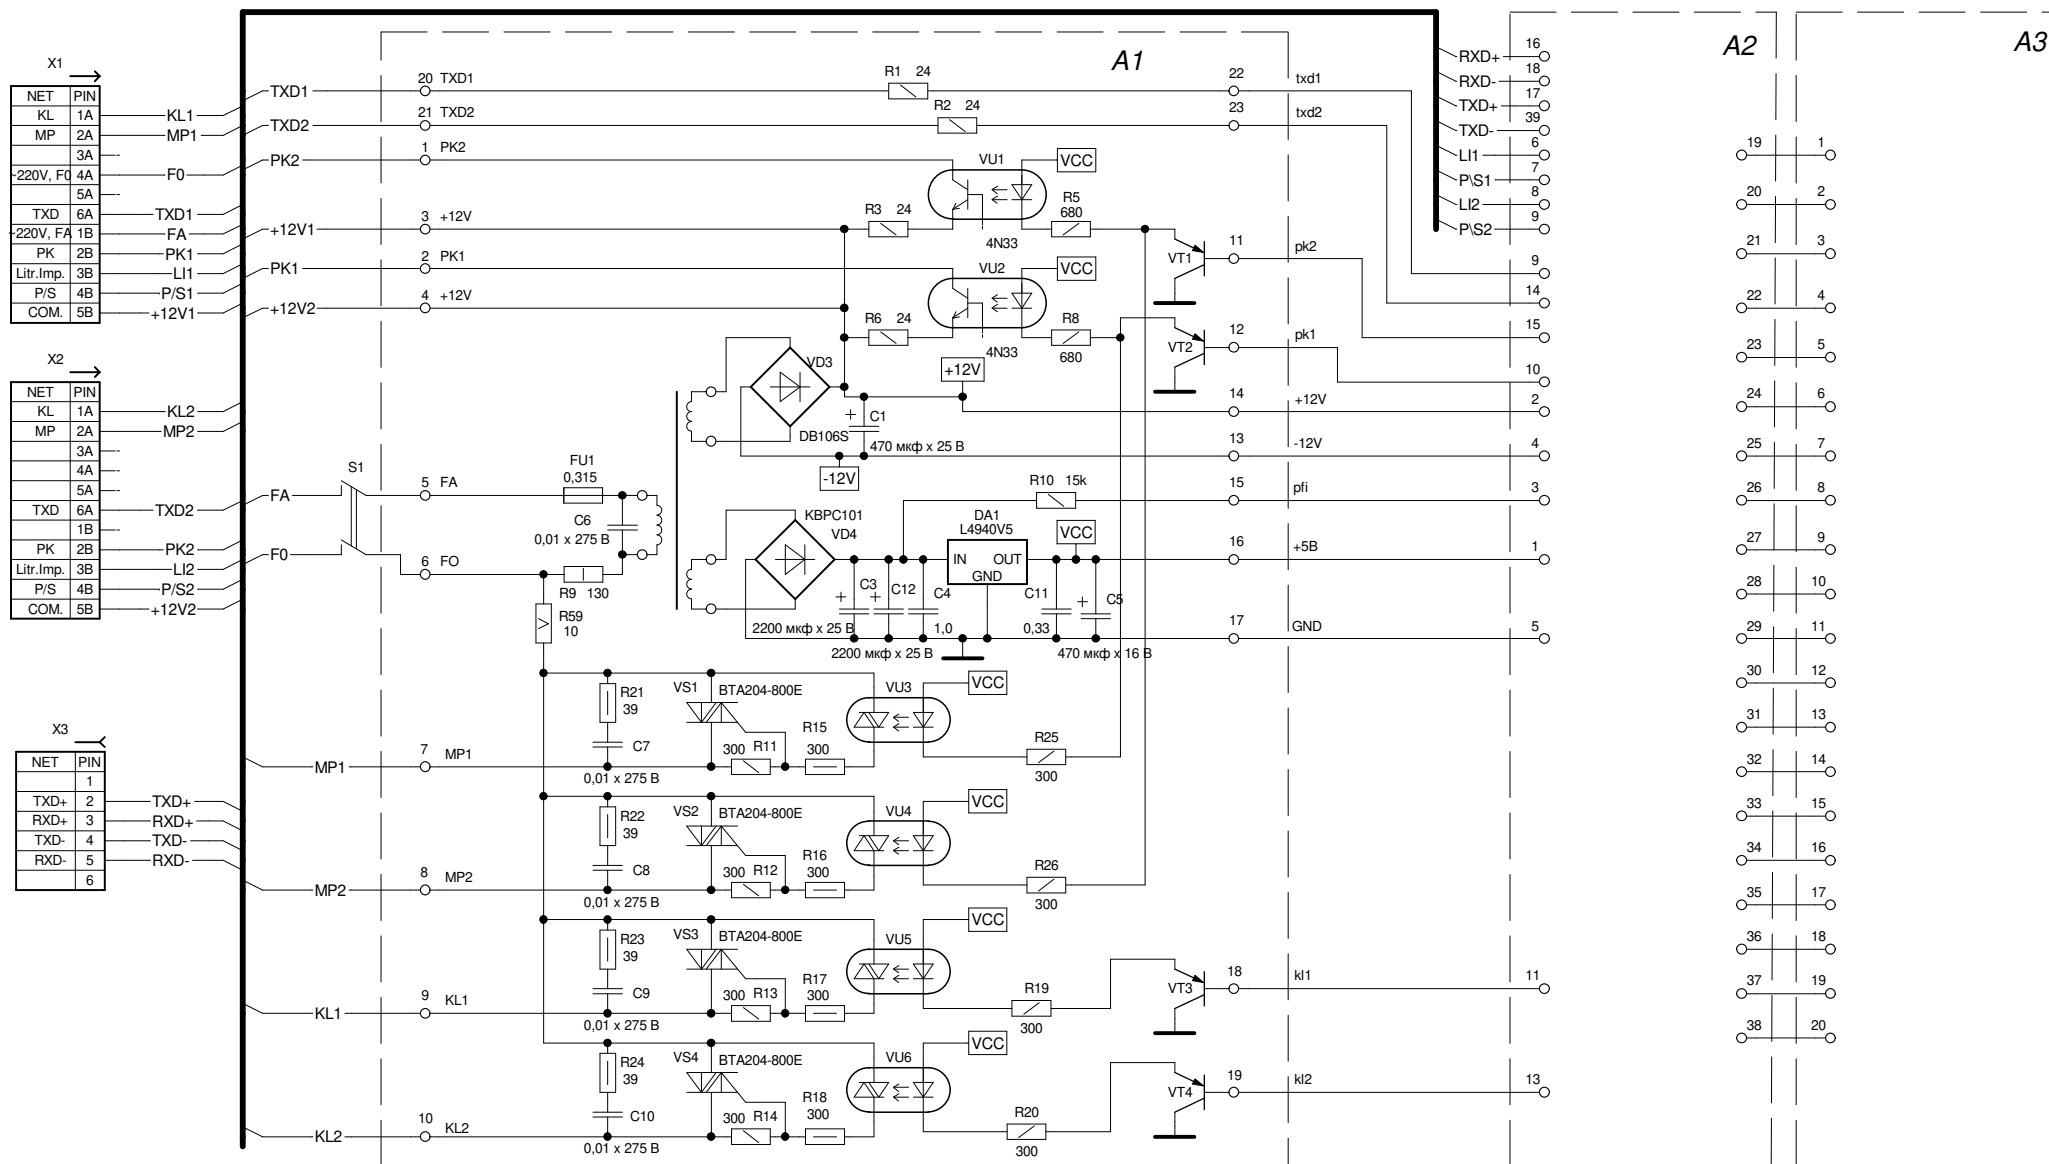 X1
NET PIN
KL 1A KL1
MP 2A MP1
3A
~220V, F0 4A F0
5A
TXD 6A TXD1
~220V, FA 1B FA
PK 2B PK1
Litr.Imp. 3B LI1
P/S 4B P/S1
COM. 5B +12V1
X2
NET PIN
KL 1A KL2
MP 2A MP2
3A
4A
5A
TXD 6A TXD2
1B
PK 2B PK2
Litr.Imp. 3B LI2
P/S 4B P/S2
COM. 5B +12V2
X3
NET PIN
1
TXD+ 2 TXD+
RXD+ 3 RXD+
TXD- 4 TXD-
RXD- 5 RXD-
6
A1
TXD1 20 TXD1 R1 24 22 txd1
TXD2 21 TXD2 R2 24 23 txd2
PK2 1 PK2 VU1 VCC
+12V1 3 +12V R3 24 4N33 R5 680
VT1 11 pk2
PK1 2 PK1 VU2 VCC
+12V2 4 +12V R6 24 4N33 R8 680
VT2 12 pk1
VD3 DB106S +12V
C1 470 мкф x 25 В
-12V
14 +12V
13 -12V
S1
FA 5 FA FU1 0,315
C6 0,01 x 275 В
F0 6 FO R9 130
R59 10
R10 15k 15 pfi
KBPC101 VD4
DA1 L4940V5 IN OUT GND VCC
16 +5В
C3 C12 C4 C11 C5
2200 мкф x 25 В 1,0 0,33
2200 мкф x 25 В 470 мкф x 16 В
17 GND
R21 39 VS1 BTA204-800E VU3 VCC
C7 300 R11 R15 300 R25 300
MP1 7 MP1 0,01 x 275 В
R22 39 VS2 BTA204-800E VU4 VCC
C8 300 R12 R16 300 R26 300
MP2 8 MP2 0,01 x 275 В
R23 39 VS3 BTA204-800E VU5 VCC
C9 300 R13 R17 300 R19 300
VT3 18 kl1
KL1 9 KL1 0,01 x 275 В
R24 39 VS4 BTA204-800E VU6 VCC
C10 300 R14 R18 300 R20 300
VT4 19 kl2
KL2 10 KL2 0,01 x 275 В
A2
RXD+ 16
RXD- 18
TXD+ 17
TXD- 39
LI1 6
P\S1 7
LI2 8
P\S2 9
9
14
15
10
2
4
3
1
5
11
13
A3
19 1
20 2
21 3
22 4
23 5
24 6
25 7
26 8
27 9
28 10
29 11
30 12
31 13
32 14
33 15
34 16
35 17
36 18
37 19
38 20